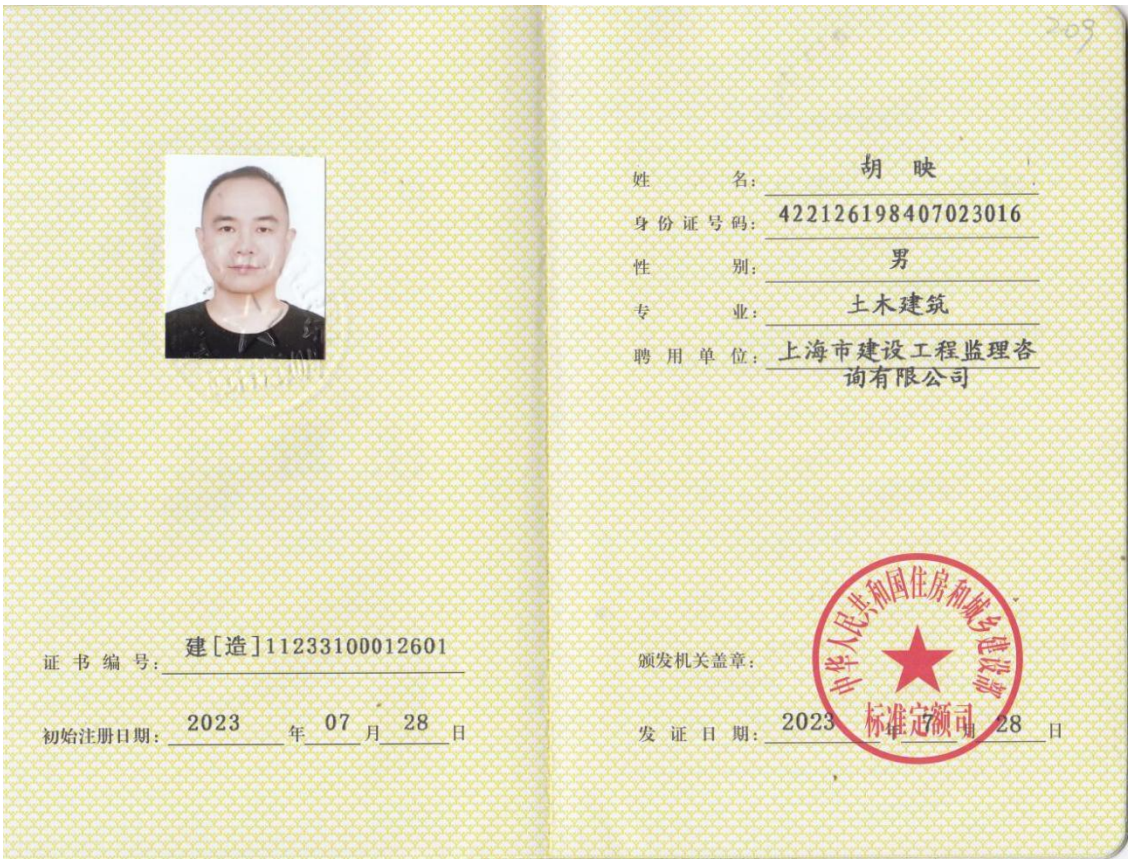 209
姓 名：胡 映
身份证号码：422126198407023016
性 别：男
专 业：土木建筑
聘用单位：上海市建设工程监理咨
询有限公司
证书编号：建[造]11233100012601
初始注册日期：2023 年 07 月 28 日
颁发机关盖章：
中华人民共和国住房和城乡建设部
标准定额司
发证日期：2023 年 7 月 28 日